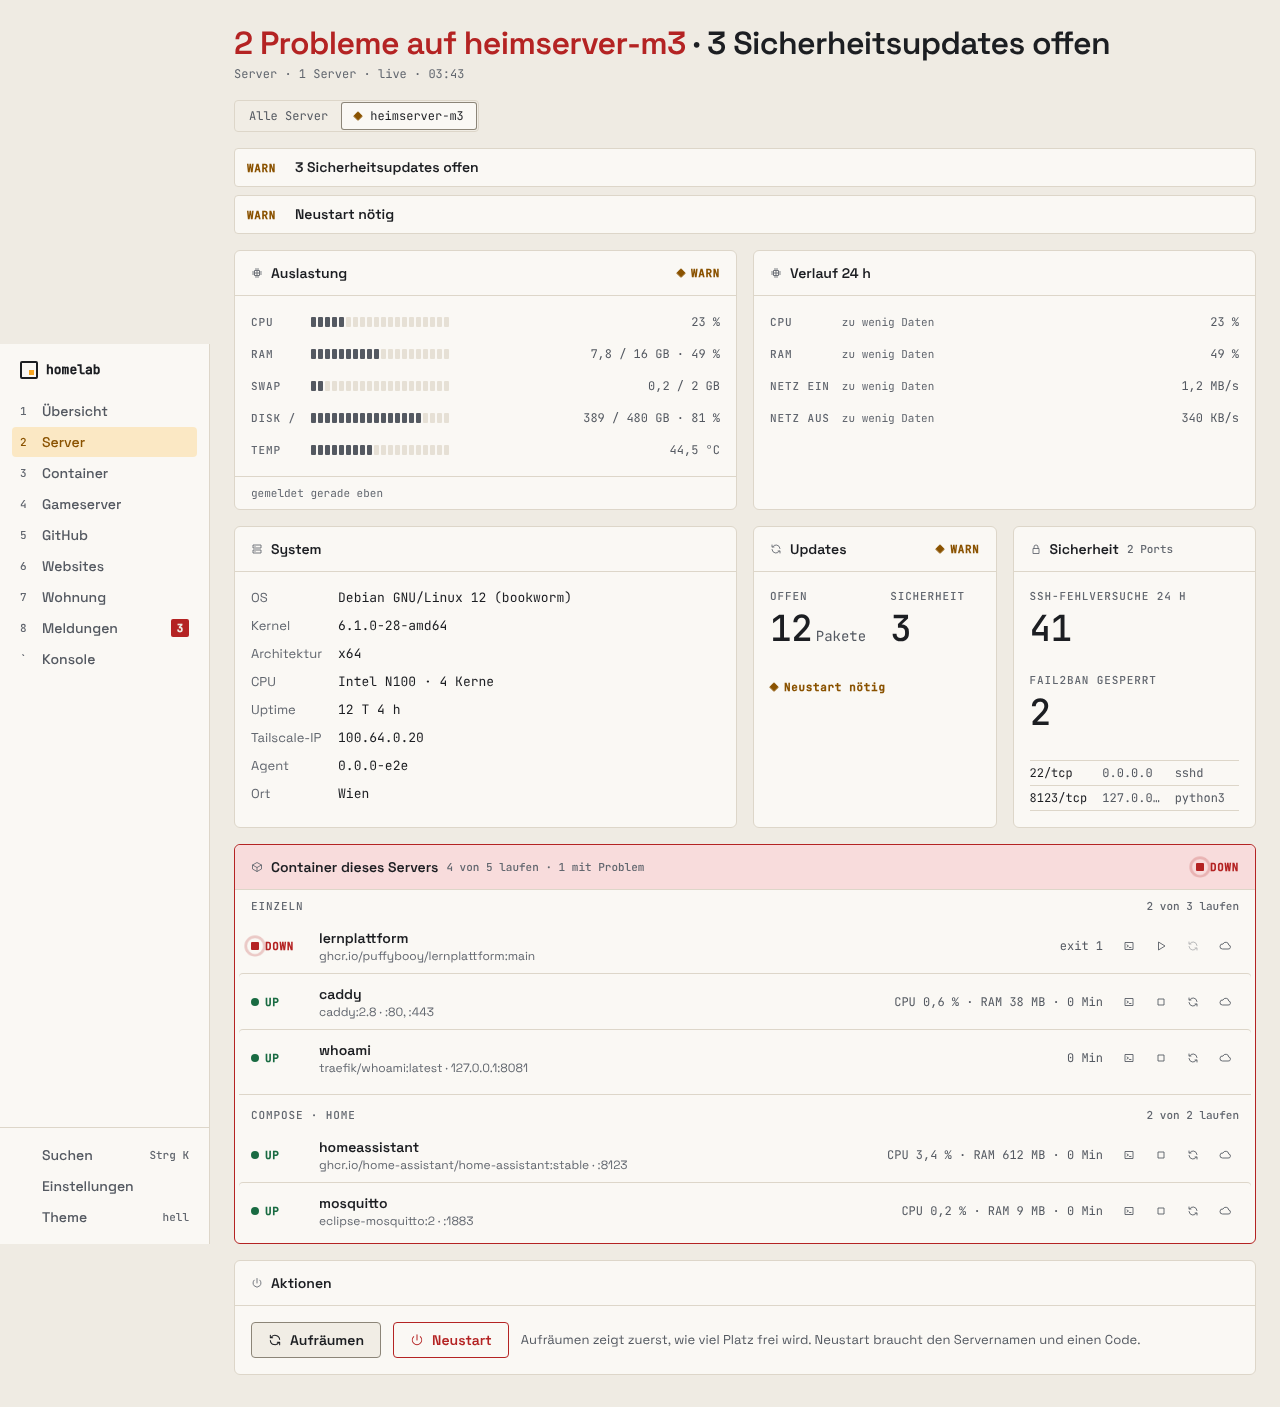 2 Probleme auf heimserver-m3 · 3 Sicherheitsupdates offen
Server · 1 Server · live · 03:43
Alle Server
heimserver-m3
WARN 3 Sicherheitsupdates offen
WARN Neustart nötig
homelab
1 Übersicht
2 Server
3 Container
4 Gameserver
5 GitHub
6 Websites
7 Wohnung
8 Meldungen 3
` Konsole
Suchen Strg K
Einstellungen
Theme hell
Auslastung WARN
CPU 23 %
RAM 7,8 / 16 GB · 49 %
SWAP 0,2 / 2 GB
DISK / 389 / 480 GB · 81 %
TEMP 44,5 °C
gemeldet gerade eben
Verlauf 24 h
CPU zu wenig Daten 23 %
RAM zu wenig Daten 49 %
NETZ EIN zu wenig Daten 1,2 MB/s
NETZ AUS zu wenig Daten 340 KB/s
System
OS Debian GNU/Linux 12 (bookworm)
Kernel 6.1.0-28-amd64
Architektur x64
CPU Intel N100 · 4 Kerne
Uptime 12 T 4 h
Tailscale-IP 100.64.0.20
Agent 0.0.0-e2e
Ort Wien
Updates WARN
OFFEN SICHERHEIT
12 Pakete 3
Neustart nötig
Sicherheit 2 Ports
SSH-FEHLVERSUCHE 24 H
41
FAIL2BAN GESPERRT
2
22/tcp 0.0.0.0 sshd
8123/tcp 127.0.0… python3
Container dieses Servers 4 von 5 laufen · 1 mit Problem DOWN
EINZELN 2 von 3 laufen
DOWN lernplattform exit 1
ghcr.io/puffybooy/lernplattform:main
UP caddy CPU 0,6 % · RAM 38 MB · 0 Min
caddy:2.8 · :80, :443
UP whoami 0 Min
traefik/whoami:latest · 127.0.0.1:8081
COMPOSE · HOME 2 von 2 laufen
UP homeassistant CPU 3,4 % · RAM 612 MB · 0 Min
ghcr.io/home-assistant/home-assistant:stable · :8123
UP mosquitto CPU 0,2 % · RAM 9 MB · 0 Min
eclipse-mosquitto:2 · :1883
Aktionen
Aufräumen Neustart Aufräumen zeigt zuerst, wie viel Platz frei wird. Neustart braucht den Servernamen und einen Code.